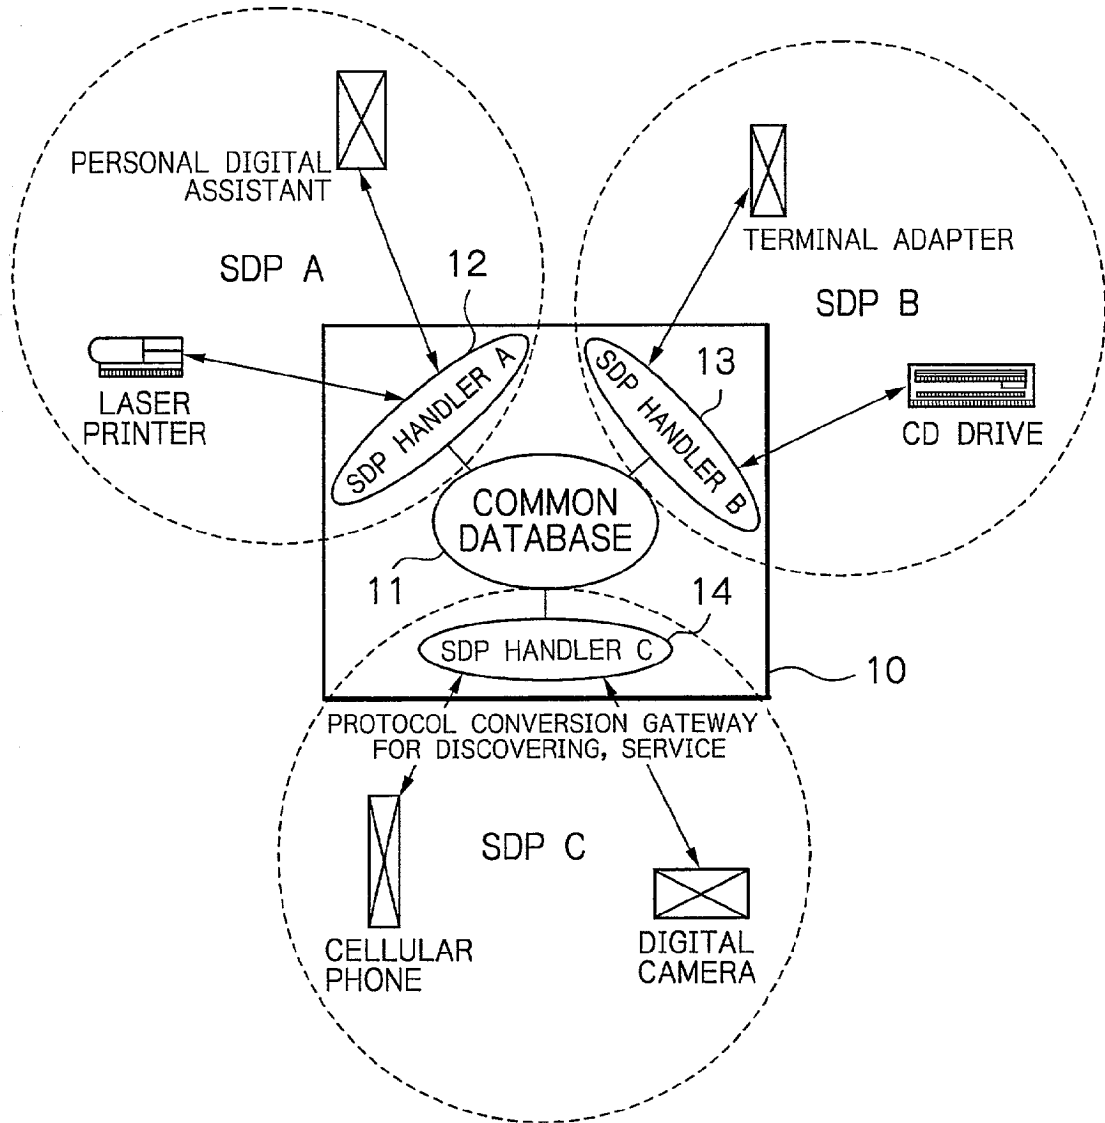 PERSONAL DIGITAL
ASSISTANT
SDP A
12
LASER
PRINTER
SDP HANDLER A
TERMINAL ADAPTER
SDP B
13
SDP HANDLER B
CD DRIVE
COMMON
DATABASE
11
14
SDP HANDLER C
10
PROTOCOL CONVERSION GATEWAY
FOR DISCOVERING, SERVICE
SDP C
CELLULAR
PHONE
DIGITAL
CAMERA